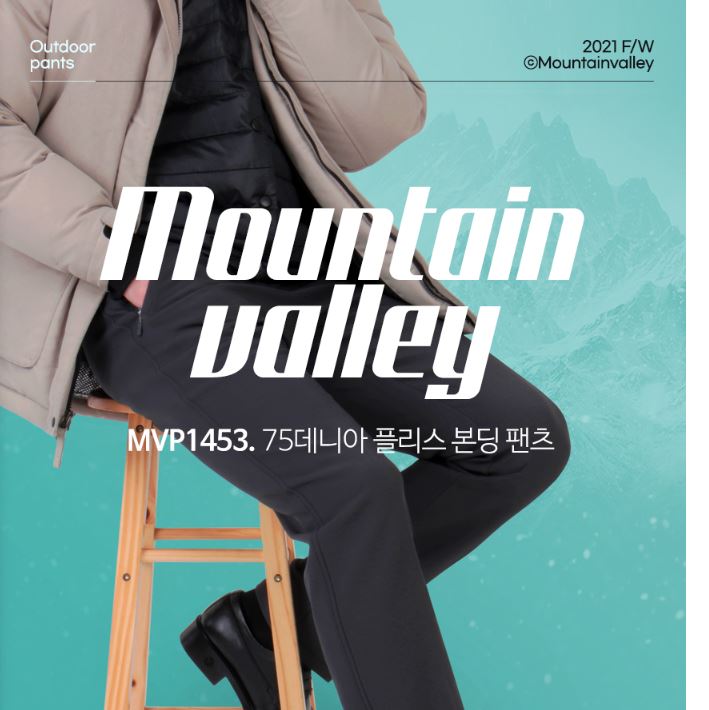 Outdoor
pants
2021 F/W
©Mountainvalley
Mountain
valley
MVP1453. 75데니아 플리스 본딩 팬츠